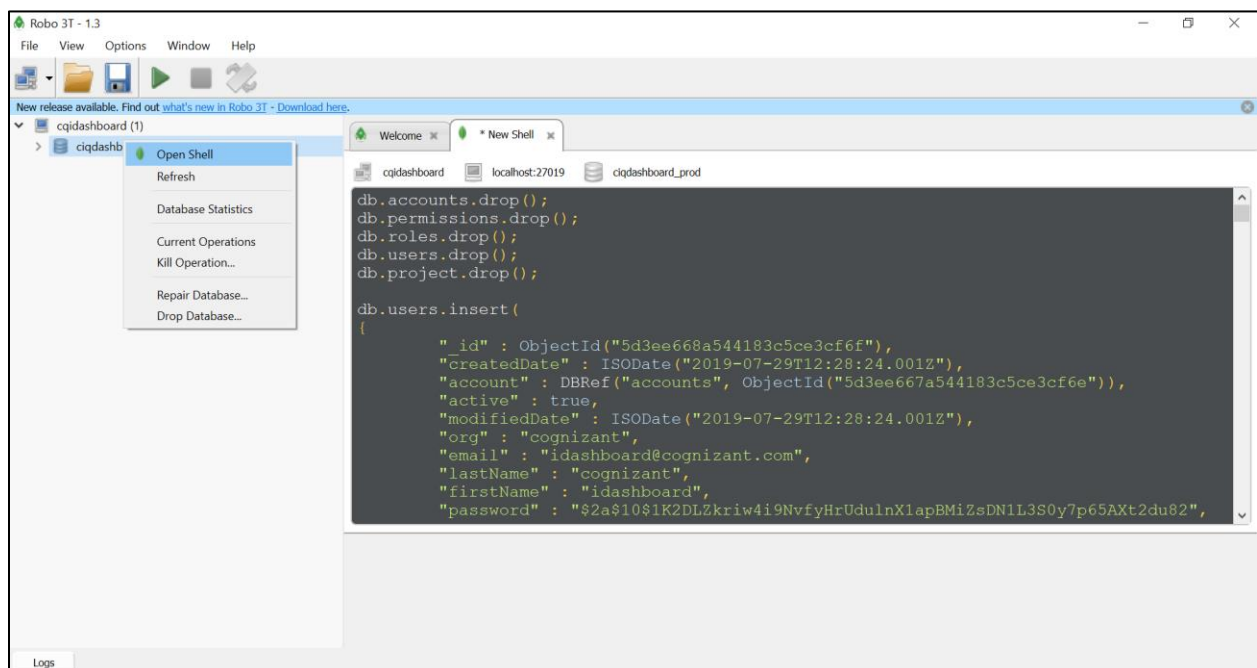 Robo 3T - 1.3
File View Options Window Help
New release available. Find out what's new in Robo 3T - Download here.
cqidashboard (1)
ciqdashb
Open Shell
Refresh
Database Statistics
Current Operations
Kill Operation...
Repair Database...
Drop Database...
Welcome * New Shell
cqidashboard localhost:27019 ciqdashboard_prod
db.accounts.drop();
db.permissions.drop();
db.roles.drop();
db.users.drop();
db.project.drop();
db.users.insert(
{
"_id" : ObjectId("5d3ee668a544183c5ce3cf6f"),
"createdDate" : ISODate("2019-07-29T12:28:24.001Z"),
"account" : DBRef("accounts", ObjectId("5d3ee667a544183c5ce3cf6e")),
"active" : true,
"modifiedDate" : ISODate("2019-07-29T12:28:24.001Z"),
"org" : "cognizant",
"email" : "idashboard@cognizant.com",
"lastName" : "cognizant",
"firstName" : "idashboard",
"password" : "$2a$10$1K2DLZkriw4i9NvfyHrUdulnX1apBMiZsDN1L3S0y7p65AXt2du82",
Logs